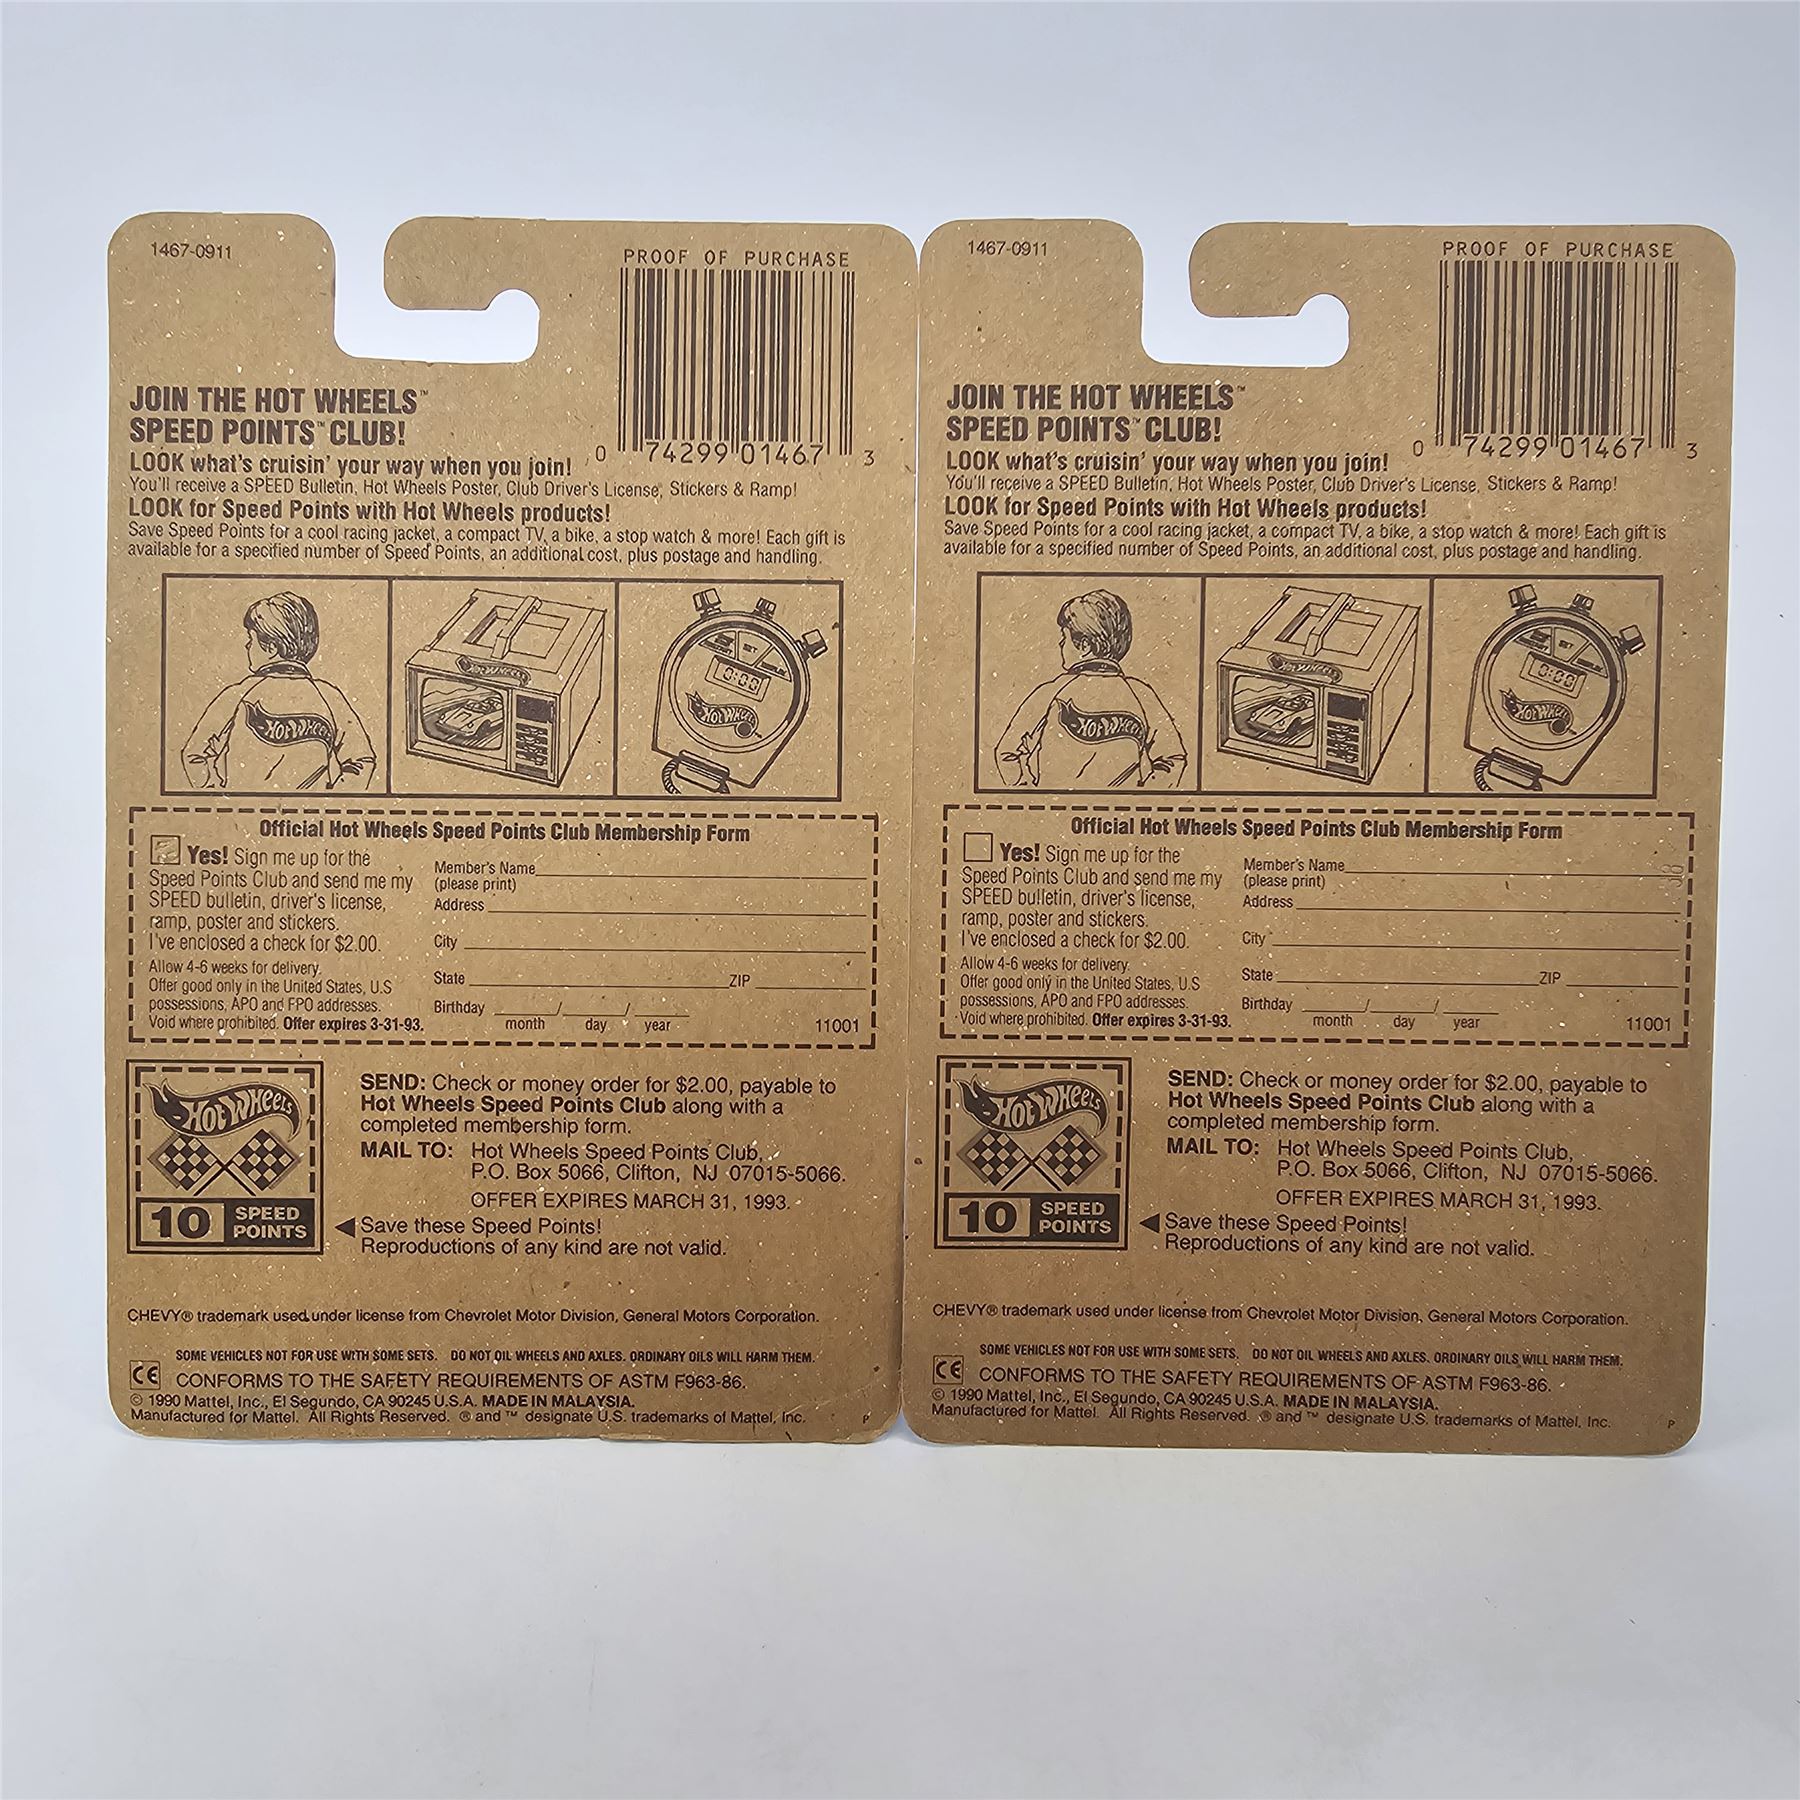 1467-0911
PROOF OF PURCHASE
0 74299 01467 3
JOIN THE HOT WHEELS™
SPEED POINTS™ CLUB!
LOOK what's cruisin' your way when you join!
You'll receive a SPEED Bulletin, Hot Wheels Poster, Club Driver's License, Stickers & Ramp!
LOOK for Speed Points with Hot Wheels products!
Save Speed Points for a cool racing jacket, a compact TV, a bike, a stop watch & more! Each gift is
available for a specified number of Speed Points, an additional cost, plus postage and handling.
HOT WHEELS
HOT WHEELS
SET
0:00
HOT WHEELS
Official Hot Wheels Speed Points Club Membership Form
Yes! Sign me up for the
Speed Points Club and send me my
SPEED bulletin, driver's license,
ramp, poster and stickers.
I've enclosed a check for $2.00.
Allow 4-6 weeks for delivery.
Offer good only in the United States, U.S
possessions, APO and FPO addresses.
Void where prohibited. Offer expires 3-31-93.
Member's Name
(please print)
Address
City
State ZIP
Birthday / /
month day year
11001
HOT WHEELS
10 SPEED
POINTS
SEND: Check or money order for $2.00, payable to
Hot Wheels Speed Points Club along with a
completed membership form.
MAIL TO: Hot Wheels Speed Points Club,
P.O. Box 5066, Clifton, NJ 07015-5066.
OFFER EXPIRES MARCH 31, 1993.
Save these Speed Points!
Reproductions of any kind are not valid.
CHEVY® trademark used under license from Chevrolet Motor Division, General Motors Corporation.
SOME VEHICLES NOT FOR USE WITH SOME SETS. DO NOT OIL WHEELS AND AXLES. ORDINARY OILS WILL HARM THEM.
CE CONFORMS TO THE SAFETY REQUIREMENTS OF ASTM F963-86.
© 1990 Mattel, Inc., El Segundo, CA 90245 U.S.A. MADE IN MALAYSIA.
Manufactured for Mattel. All Rights Reserved. ® and ™ designate U.S. trademarks of Mattel, Inc. P
1467-0911
PROOF OF PURCHASE
0 74299 01467 3
JOIN THE HOT WHEELS™
SPEED POINTS™ CLUB!
LOOK what's cruisin' your way when you join!
You'll receive a SPEED Bulletin, Hot Wheels Poster, Club Driver's License, Stickers & Ramp!
LOOK for Speed Points with Hot Wheels products!
Save Speed Points for a cool racing jacket, a compact TV, a bike, a stop watch & more! Each gift is
available for a specified number of Speed Points, an additional cost, plus postage and handling.
HOT WHEELS
HOT WHEELS
SET
0:00
HOT WHEELS
Official Hot Wheels Speed Points Club Membership Form
Yes! Sign me up for the
Speed Points Club and send me my
SPEED bulletin, driver's license,
ramp, poster and stickers.
I've enclosed a check for $2.00.
Allow 4-6 weeks for delivery.
Offer good only in the United States, U.S
possessions, APO and FPO addresses.
Void where prohibited. Offer expires 3-31-93.
Member's Name
(please print)
Address
City
State ZIP
Birthday / /
month day year
11001
HOT WHEELS
10 SPEED
POINTS
SEND: Check or money order for $2.00, payable to
Hot Wheels Speed Points Club along with a
completed membership form.
MAIL TO: Hot Wheels Speed Points Club,
P.O. Box 5066, Clifton, NJ 07015-5066.
OFFER EXPIRES MARCH 31, 1993.
Save these Speed Points!
Reproductions of any kind are not valid.
CHEVY® trademark used under license from Chevrolet Motor Division, General Motors Corporation.
SOME VEHICLES NOT FOR USE WITH SOME SETS. DO NOT OIL WHEELS AND AXLES. ORDINARY OILS WILL HARM THEM.
CE CONFORMS TO THE SAFETY REQUIREMENTS OF ASTM F963-86.
© 1990 Mattel, Inc., El Segundo, CA 90245 U.S.A. MADE IN MALAYSIA.
Manufactured for Mattel. All Rights Reserved. ® and ™ designate U.S. trademarks of Mattel, Inc. P